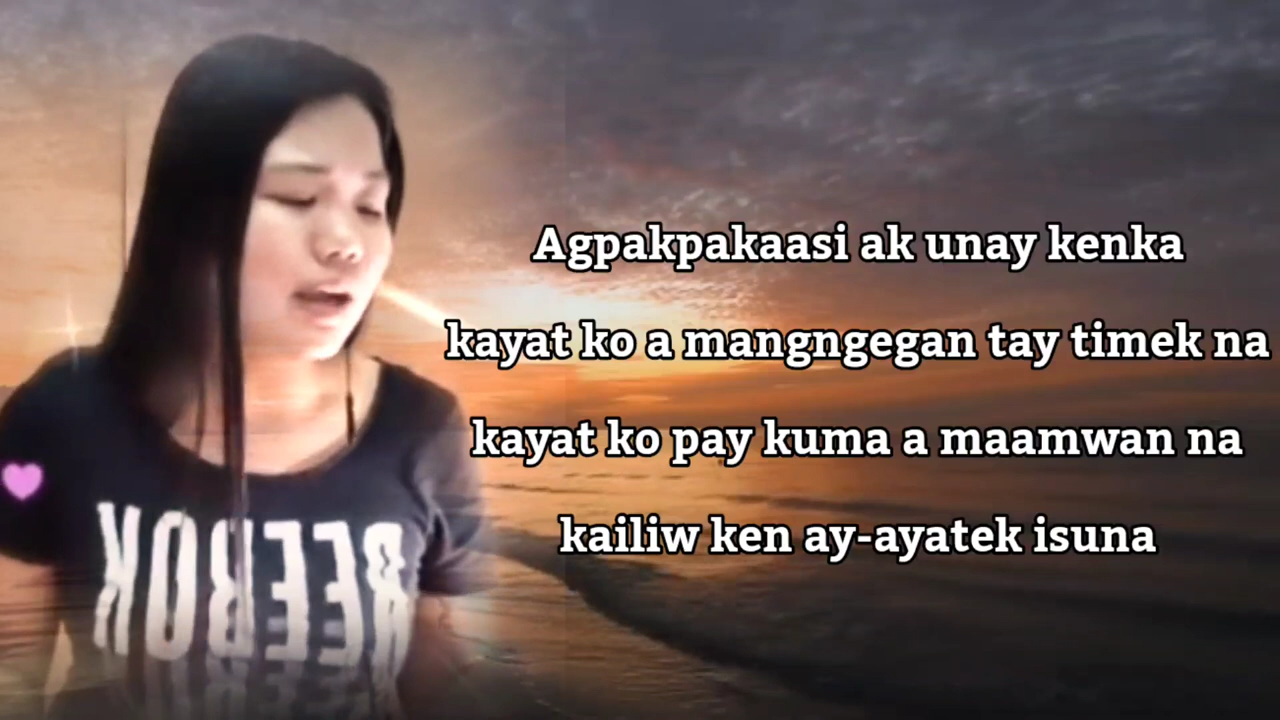 Agpakpakaasi ak unay kenka
kayat ko a mangngegan tay timek na
kayat ko pay kuma a maamwan na
kailiw ken ay-ayatek isuna
REEBOK